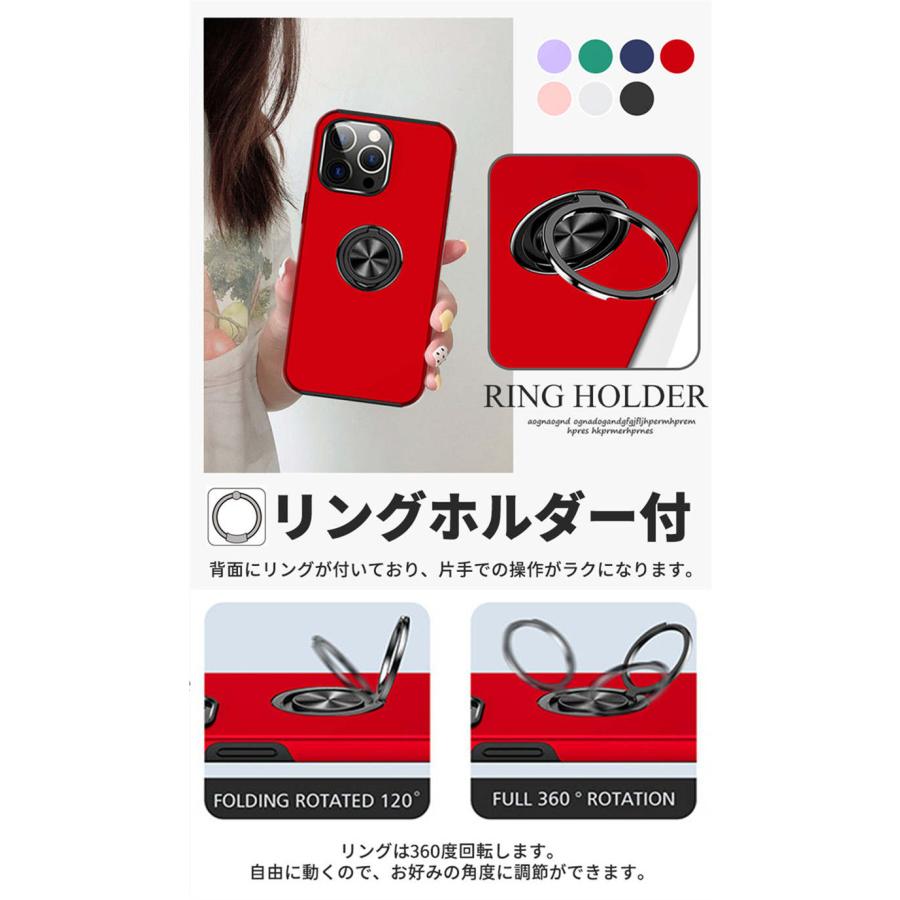 RING HOLDER
aognaognd ognadogandgfgjfljhpermhprem
hpres hkprmerhprnes
リングホルダー付
背面にリングが付いており、片手での操作がラクになります。
FOLDING ROTATED 120°
FULL 360 ° ROTATION
リングは360度回転します。
自由に動くので、お好みの角度に調節ができます。